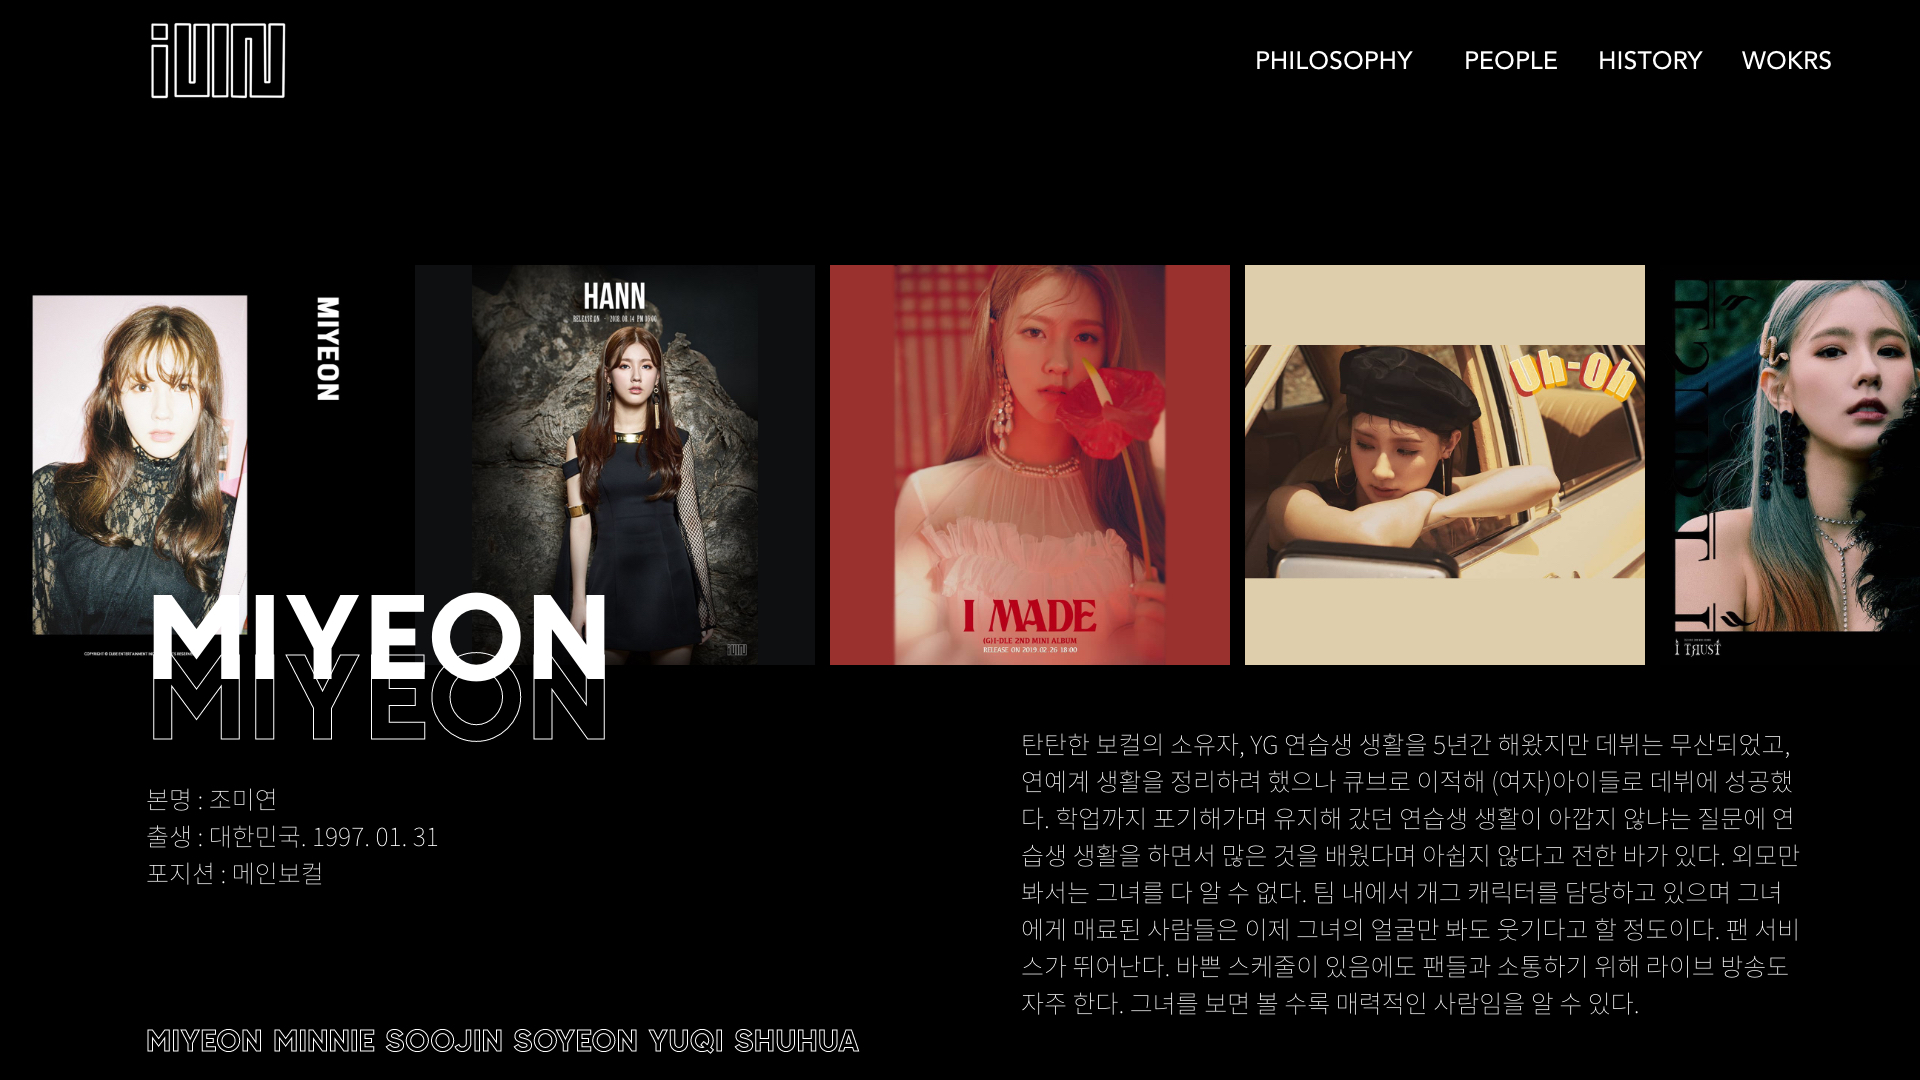 PHILOSOPHY PEOPLE HISTORY WOKRS
MIYEON
HANN
RELEASE ON 2018. 08. 14 PM 06:00
I MADE
(G)I-DLE 2ND MINI ALBUM
RELEASE ON 2019. 02. 26 18:00
Uh-Oh
I TRUST
MIYEON
MIYEON
본명 : 조미연
출생 : 대한민국. 1997. 01. 31
포지션 : 메인보컬
탄탄한 보컬의 소유자, YG 연습생 생활을 5년간 해왔지만 데뷔는 무산되었고,
연예계 생활을 정리하려 했으나 큐브로 이적해 (여자)아이들로 데뷔에 성공했
다. 학업까지 포기해가며 유지해 갔던 연습생 생활이 아깝지 않냐는 질문에 연
습생 생활을 하면서 많은 것을 배웠다며 아쉽지 않다고 전한 바가 있다. 외모만
봐서는 그녀를 다 알 수 없다. 팀 내에서 개그 캐릭터를 담당하고 있으며 그녀
에게 매료된 사람들은 이제 그녀의 얼굴만 봐도 웃기다고 할 정도이다. 팬 서비
스가 뛰어난다. 바쁜 스케줄이 있음에도 팬들과 소통하기 위해 라이브 방송도
자주 한다. 그녀를 보면 볼 수록 매력적인 사람임을 알 수 있다.
MIYEON MINNIE SOOJIN SOYEON YUQI SHUHUA